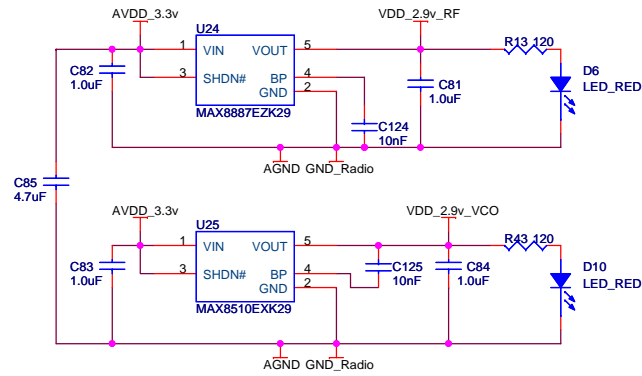 AVDD_3.3v
U24
VDD_2.9v_RF
R13 120
1 VIN VOUT 5
C82
1.0uF
3 SHDN# BP 4
GND 2
C81
1.0uF
D6
LED_RED
MAX8887EZK29
C124
10nF
AGND GND_Radio
C85
4.7uF
AVDD_3.3v
U25
VDD_2.9v_VCO
R43 120
1 VIN VOUT 5
C83
1.0uF
3 SHDN# BP 4
GND 2
C125
10nF
C84
1.0uF
D10
LED_RED
MAX8510EXK29
AGND GND_Radio